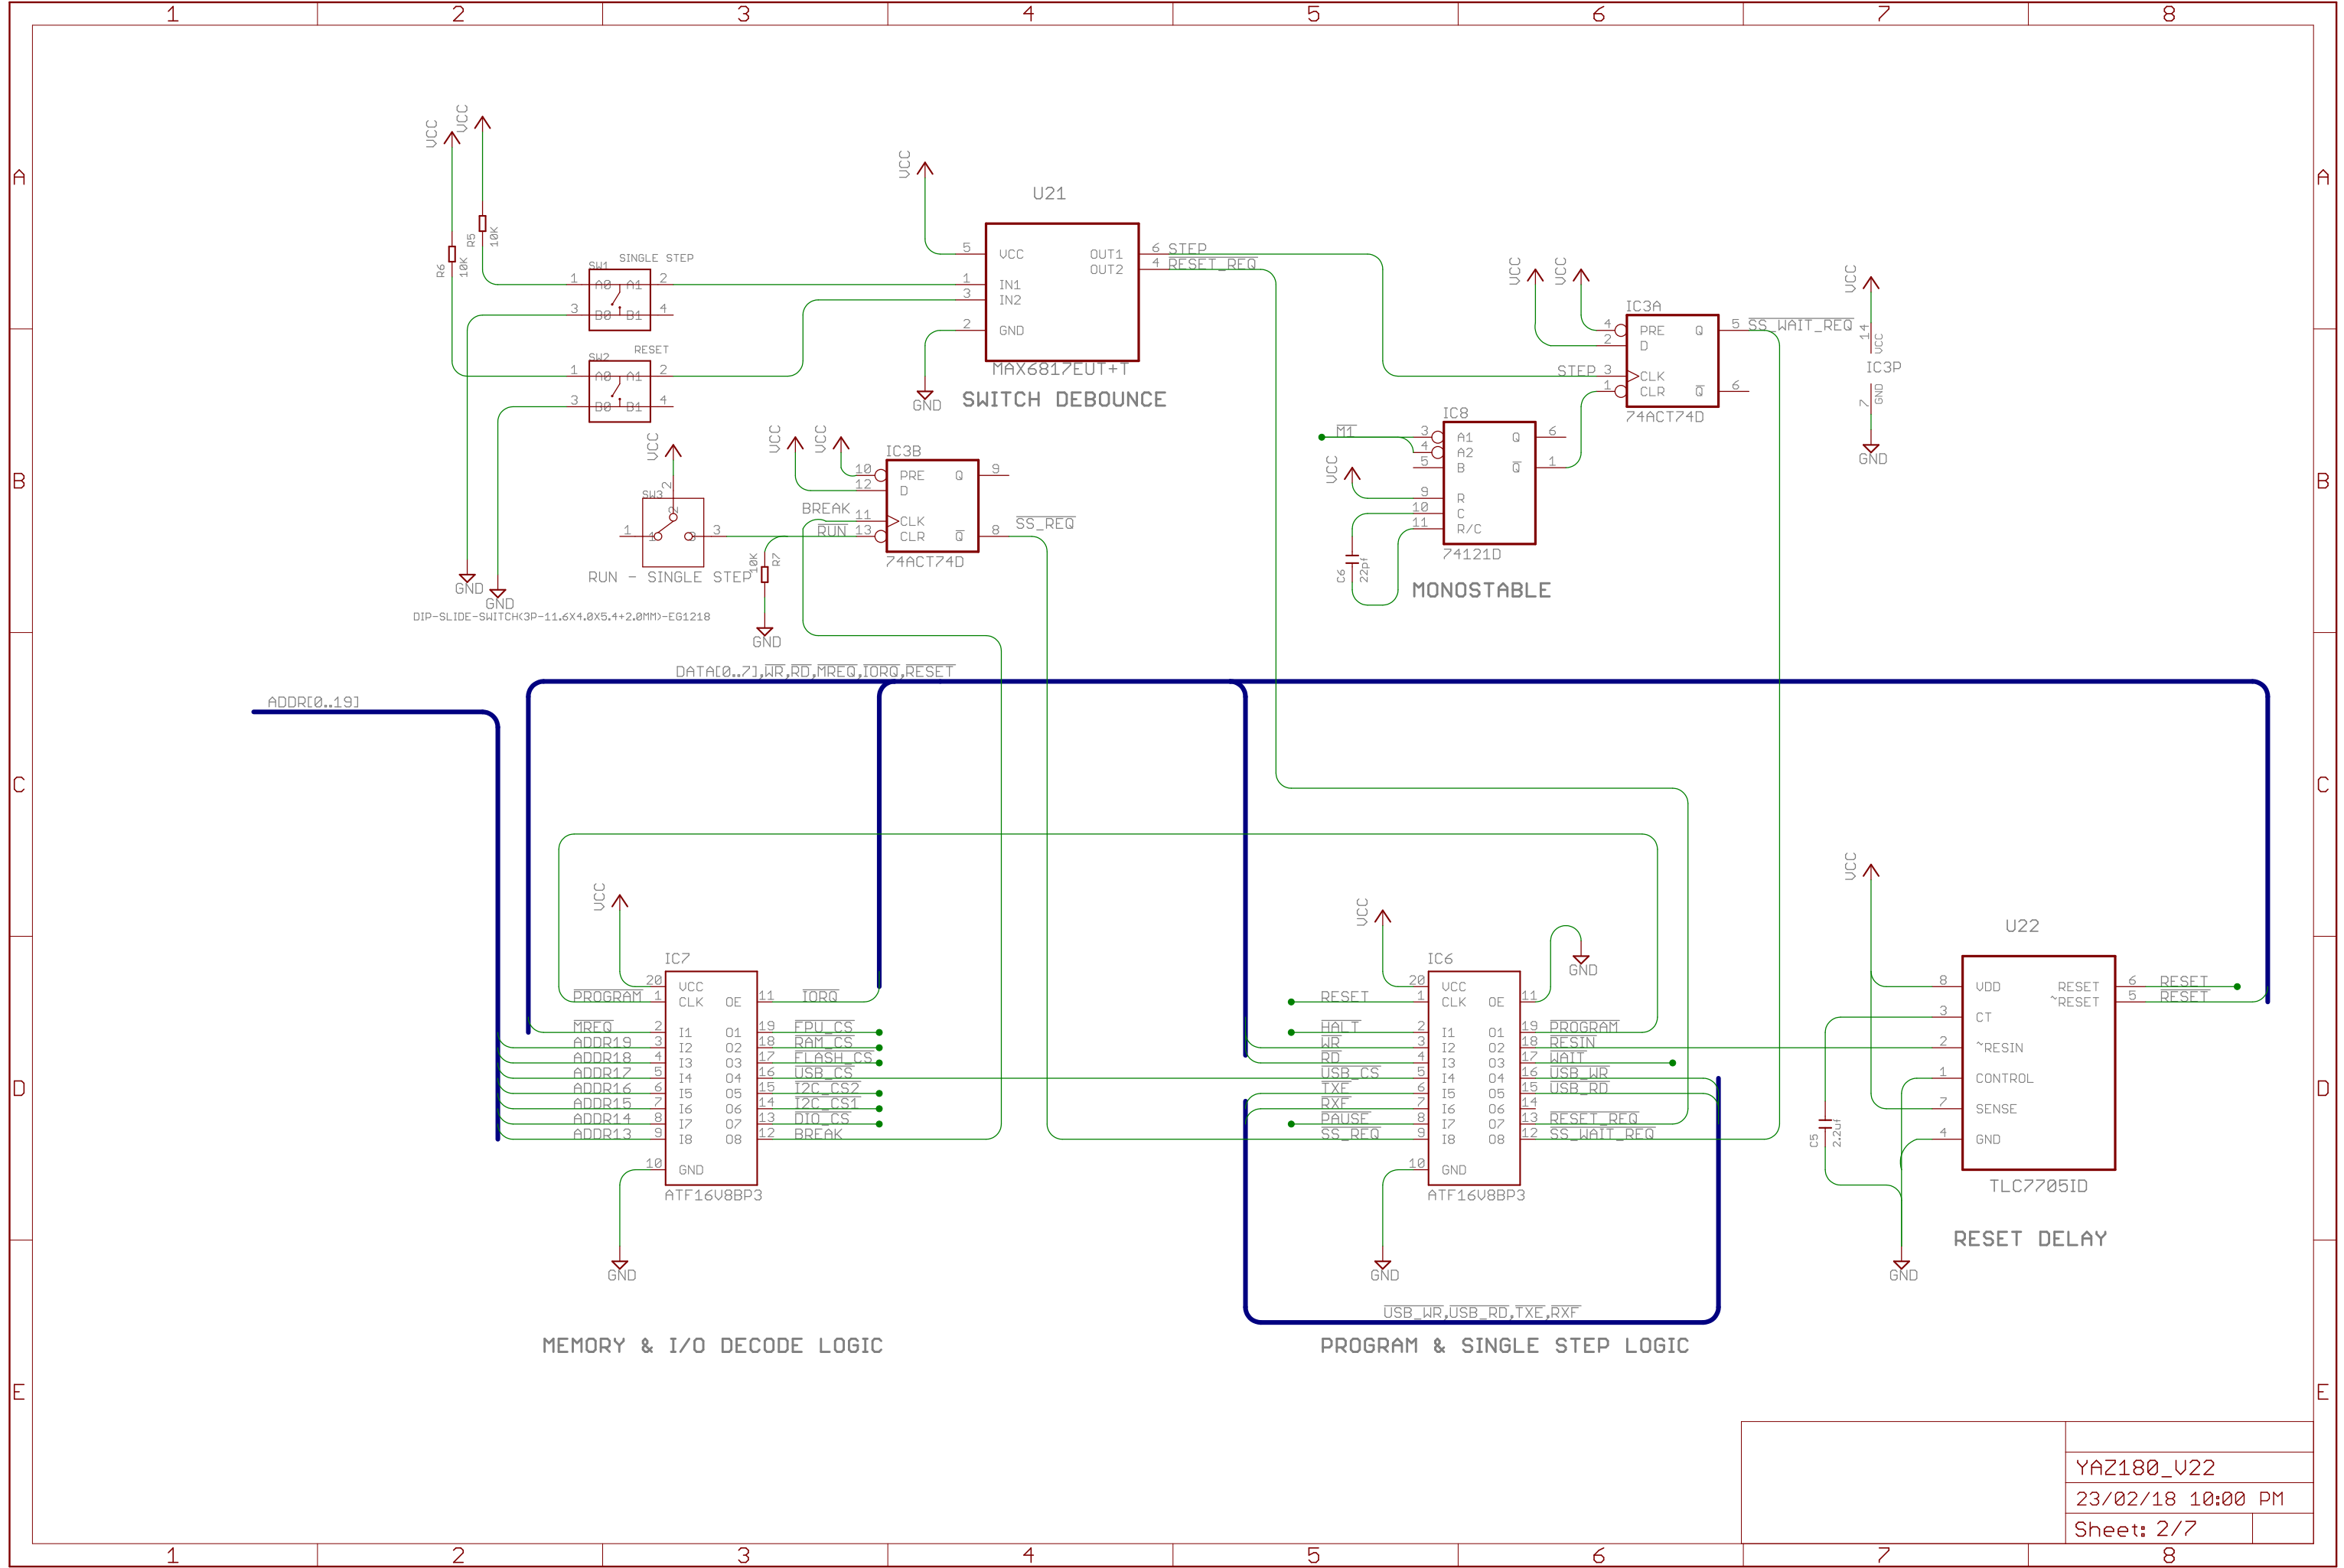 1 2 3 4 5 6 7 8
A
B
C
D
E
A
B
C
D
E
1 2 3 4 5 6 7 8
VCC
VCC
R5
10K
R6
10K
SINGLE STEP
SW1
1 A0 A1 2
3 B0 B1 4
RESET
SW2
1 A0 A1 2
3 B0 B1 4
GND
GND
VCC
SW3
2
2
1 1 3 3
RUN - SINGLE STEP
DIP-SLIDE-SWITCH(3P-11.6X4.0X5.4+2.0MM)-EG1218
10K
R7
GND
VCC
U21
5 VCC OUT1 6 STEP
OUT2 4 RESET_REQ
1 IN1
3 IN2
2 GND
MAX6817EUT+T
GND
SWITCH DEBOUNCE
VCC
VCC
IC3B
10 PRE Q 9
12 D
BREAK 11 CLK
RUN 13 CLR Q 8 SS_REQ
74ACT74D
VCC
VCC
IC3A
4 PRE Q 5 SS_WAIT_REQ
2 D
STEP 3 CLK
1 CLR Q 6
74ACT74D
VCC
14
VCC
IC3P
7
GND
GND
IC8
M1 3 A1 Q 6
4 A2
5 B Q 1
VCC
9 R
10 C
11 R/C
74121D
C6
22pf
MONOSTABLE
DATA[0..7],WR,RD,MREQ,IORQ,RESET
ADDR[0..19]
VCC
IC7
20 VCC
PROGRAM 1 CLK OE 11 IORQ
MREQ 2 I1 O1 19 FPU_CS
ADDR19 3 I2 O2 18 RAM_CS
ADDR18 4 I3 O3 17 FLASH_CS
ADDR17 5 I4 O4 16 USB_CS
ADDR16 6 I5 O5 15 I2C_CS2
ADDR15 7 I6 O6 14 I2C_CS1
ADDR14 8 I7 O7 13 DIO_CS
ADDR13 9 I8 O8 12 BREAK
10 GND
ATF16V8BP3
GND
MEMORY & I/O DECODE LOGIC
VCC
IC6
GND
20 VCC
RESET 1 CLK OE 11
HALT 2 I1 O1 19 PROGRAM
WR 3 I2 O2 18 RESIN
RD 4 I3 O3 17 WAIT
USB_CS 5 I4 O4 16 USB_WR
TXE 6 I5 O5 15 USB_RD
RXF 7 I6 O6 14
PAUSE 8 I7 O7 13 RESET_REQ
SS_REQ 9 I8 O8 12 SS_WAIT_REQ
10 GND
ATF16V8BP3
GND
USB_WR,USB_RD,TXE,RXF
PROGRAM & SINGLE STEP LOGIC
VCC
U22
8 VDD RESET 6 RESET
~RESET 5 RESET
3 CT
2 ~RESIN
1 CONTROL
7 SENSE
4 GND
C5
2.2uf
TLC7705ID
RESET DELAY
GND
YAZ180_V22
23/02/18 10:00 PM
Sheet: 2/7